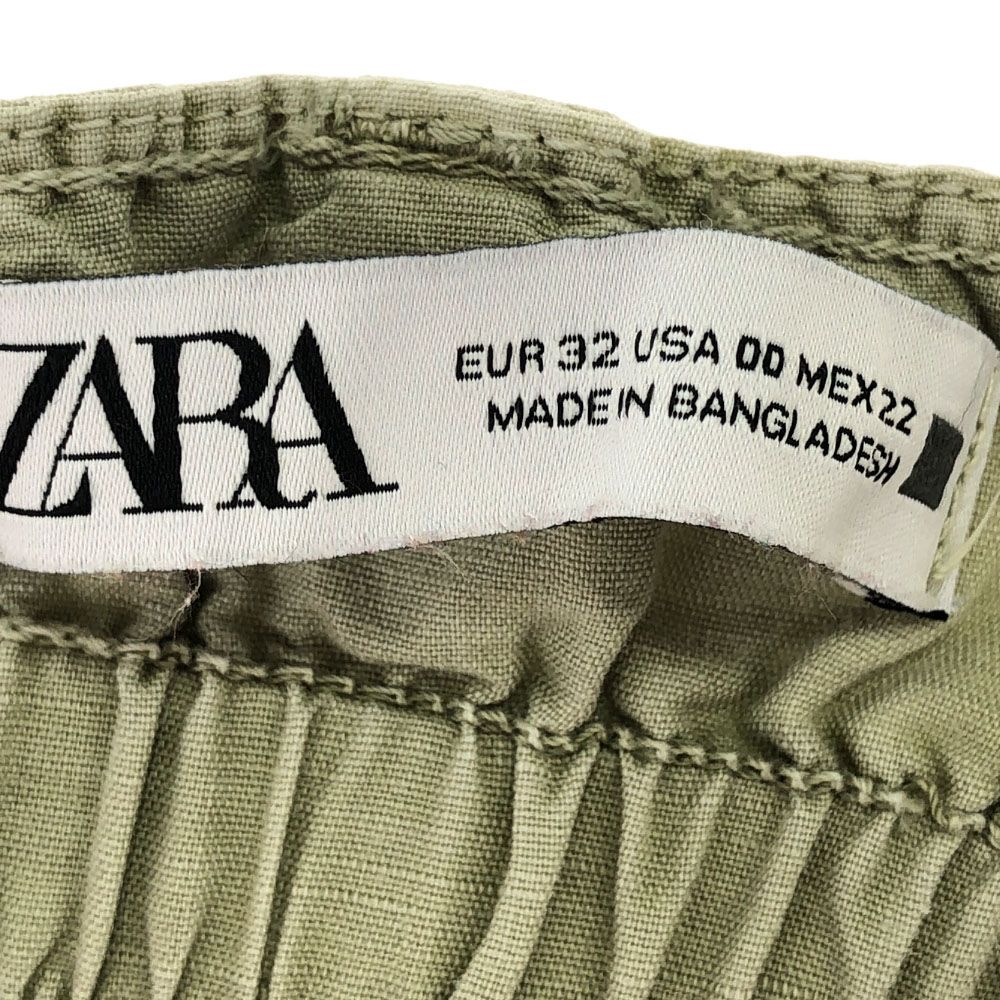 ZARA
EUR 32 USA 00 MEX 22
MADE IN BANGLADESH